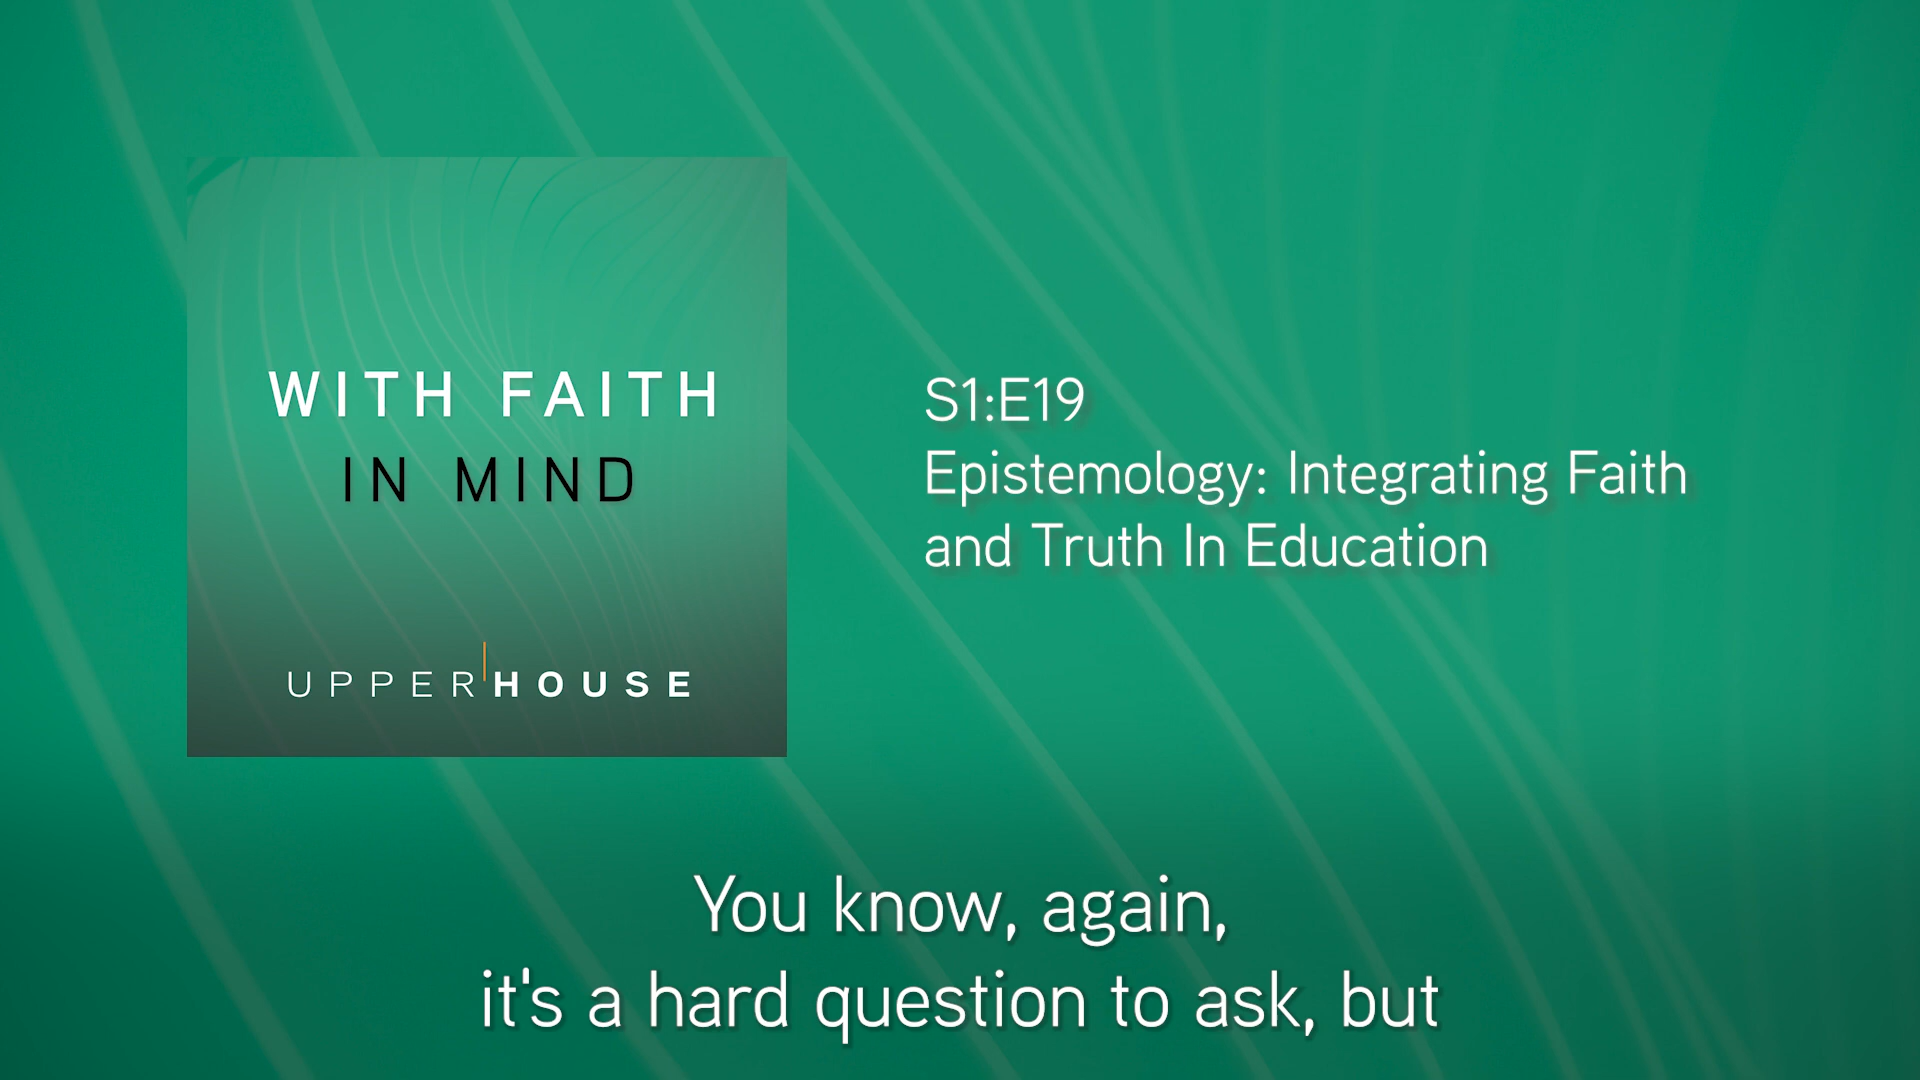 WITH FAITH
IN MIND
UPPER HOUSE
S1:E19
Epistemology: Integrating Faith
and Truth In Education
You know, again,
it's a hard question to ask, but